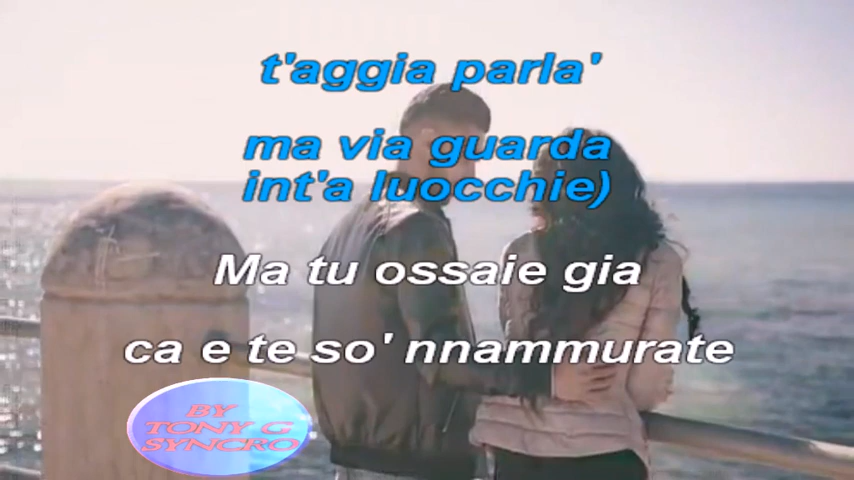 t'aggia parla'
ma via guarda
int'a luocchie)
Ma tu ossaie gia
ca e te so' nnammurate
BY
TONY G
SYNCRO